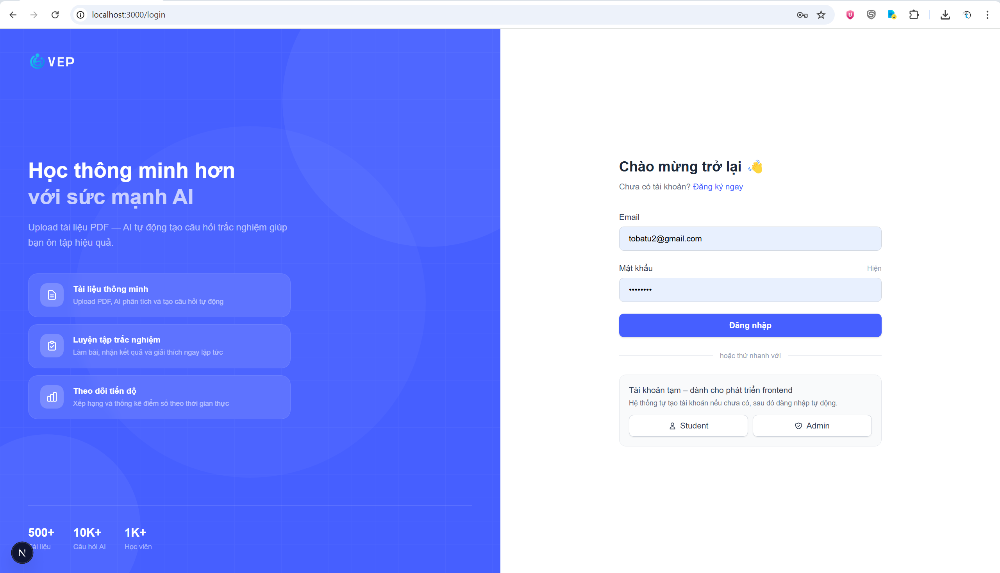 localhost:3000/login
VEP
Học thông minh hơn
với sức mạnh AI
Upload tài liệu PDF — AI tự động tạo câu hỏi trắc nghiệm giúp
bạn ôn tập hiệu quả.
Tài liệu thông minh
Upload PDF, AI phân tích và tạo câu hỏi tự động
Luyện tập trắc nghiệm
Làm bài, nhận kết quả và giải thích ngay lập tức
Theo dõi tiến độ
Xếp hạng và thống kê điểm số theo thời gian thực
500+ 10K+ 1K+
Tài liệu Câu hỏi AI Học viên
N
Chào mừng trở lại 👋
Chưa có tài khoản? Đăng ký ngay
Email
tobatu2@gmail.com
Mật khẩu Hiện
••••••••
Đăng nhập
hoặc thử nhanh với
Tài khoản tạm – dành cho phát triển frontend
Hệ thống tự tạo tài khoản nếu chưa có, sau đó đăng nhập tự động.
Student Admin